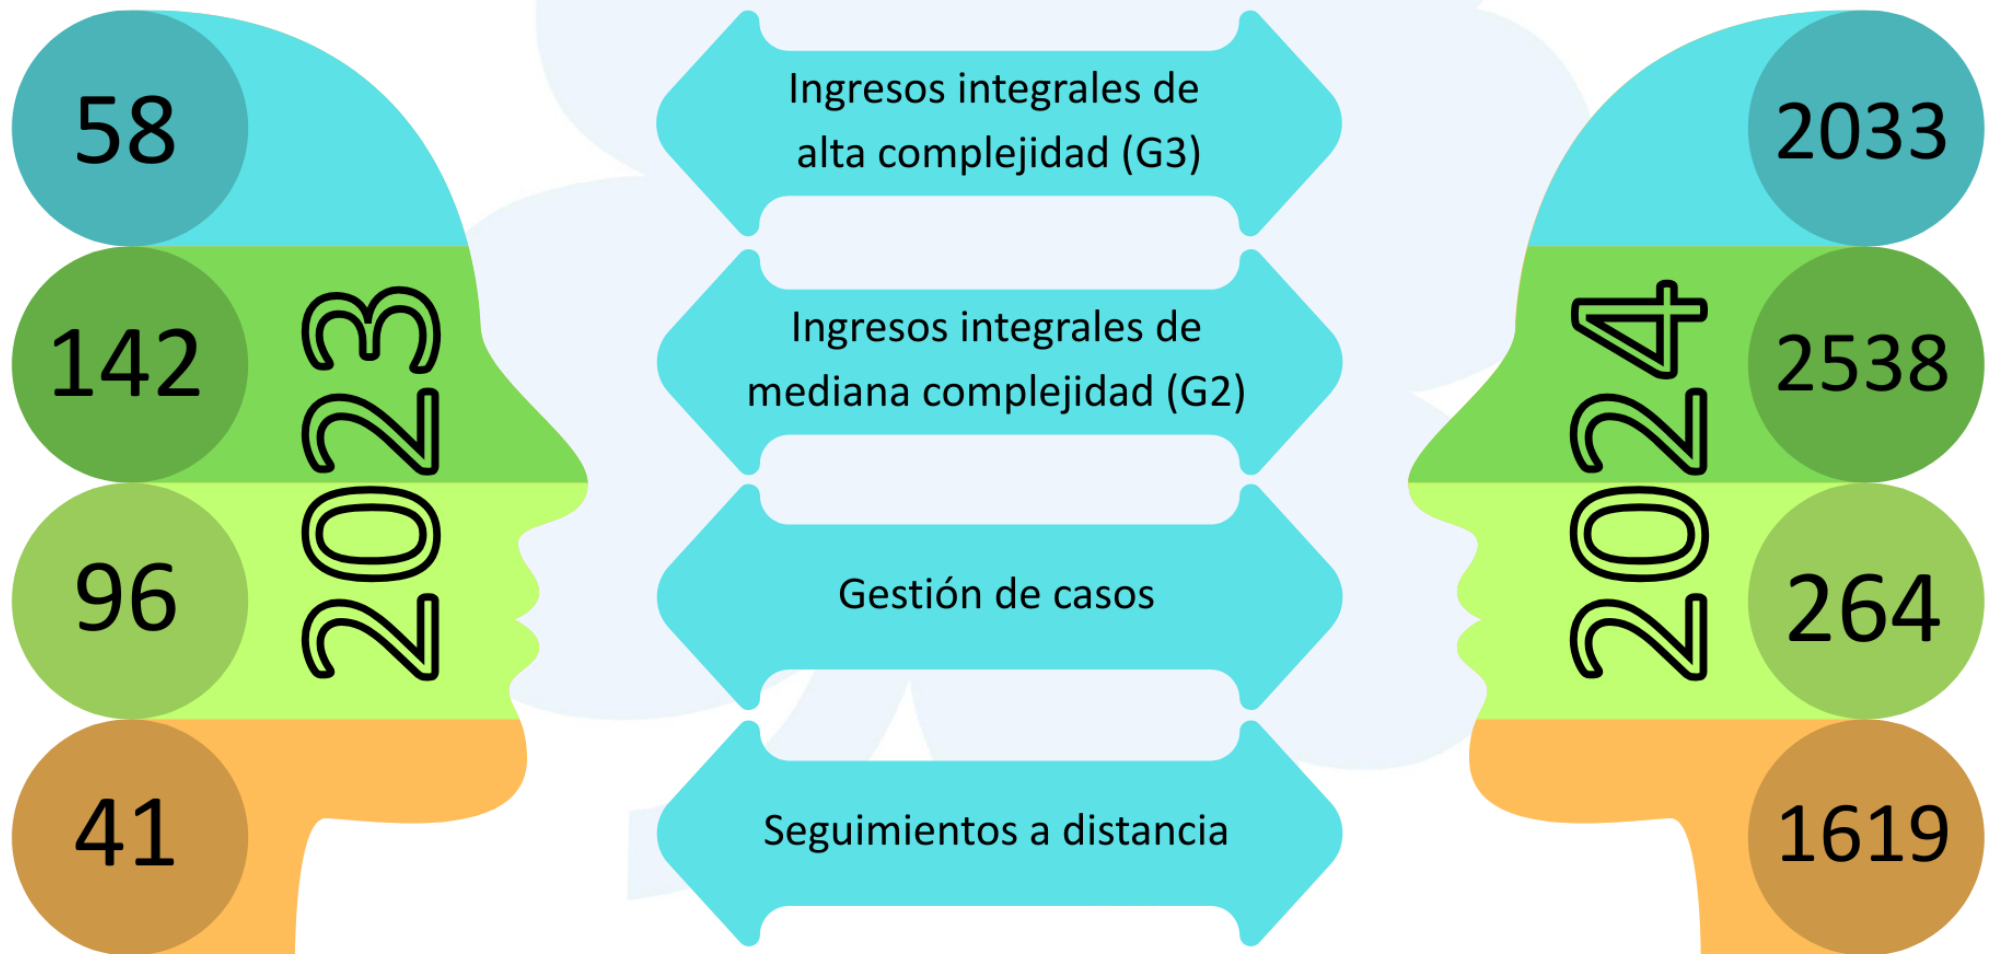 58
Ingresos integrales de
alta complejidad (G3)
2033
142
2023
Ingresos integrales de
mediana complejidad (G2)
2024
2538
96
Gestión de casos
264
41
Seguimientos a distancia
1619